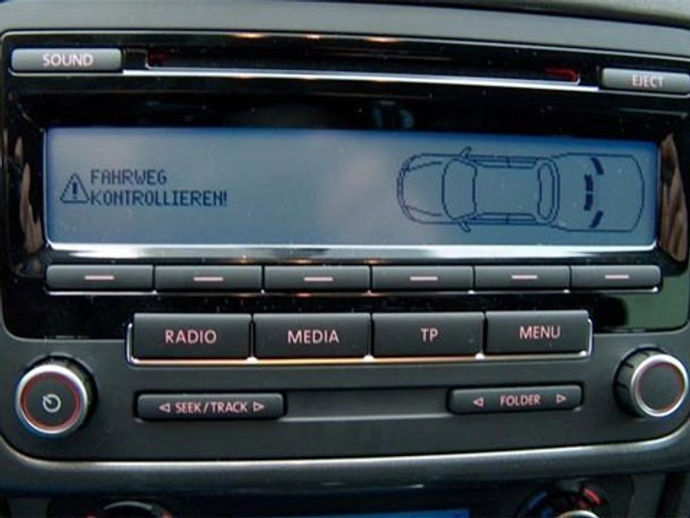 SOUND
EJECT
FAHRWEG
KONTROLLIEREN!
RADIO
MEDIA
TP
MENU
SEEK/TRACK
FOLDER